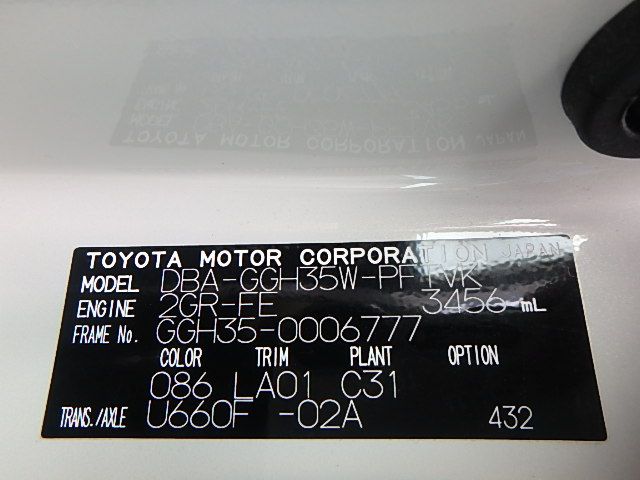 TOYOTA MOTOR CORPORATION JAPAN
MODEL DBA-GGH35W-PFTVK
ENGINE 2GR-FE 3456 mL
FRAME No. GGH35-0006777
COLOR TRIM PLANT OPTION
086 LA01 C31
TRANS./AXLE U660F -02A 432